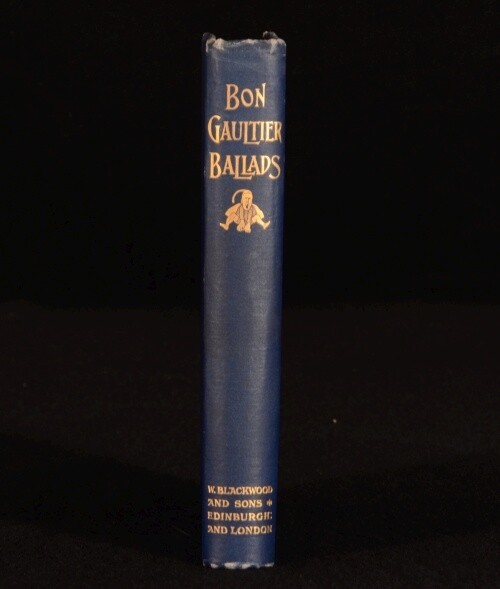 BON
GAULTIER
BALLADS
W. BLACKWOOD
AND SONS +
EDINBURGH:
AND LONDON